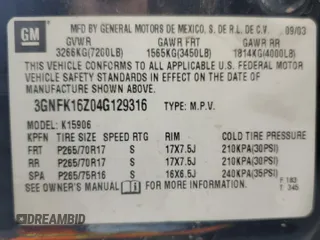 GM
MFD BY GENERAL MOTORS DE MEXICO, S. DE R.L. DE C.V. 09/03
GVWR GAWR FRT GAWR RR
3266KG(7200LB) 1565KG(3450LB) 1814KG(4000LB)
THIS VEHICLE CONFORMS TO ALL APPLICABLE U.S. FEDERAL
MOTOR VEHICLE SAFETY STANDARDS IN EFFECT ON THE DATE
OF MANUFACTURE SHOWN ABOVE.
3GNFK16Z04G129316 TYPE: M.P.V.
MODEL: K15906
KPFN TIRE SIZE SPEED RTG RIM COLD TIRE PRESSURE
FRT P265/70R17 S 17X7.5J 210KPA(30PSI)
RR P265/70R17 S 17X7.5J 210KPA(30PSI)
SPA P265/75R16 S 16X6.5J 240KPA(35PSI)
SEE OWNER'S MANUAL FOR MORE INFORMATION.
T 345
DREAMBID